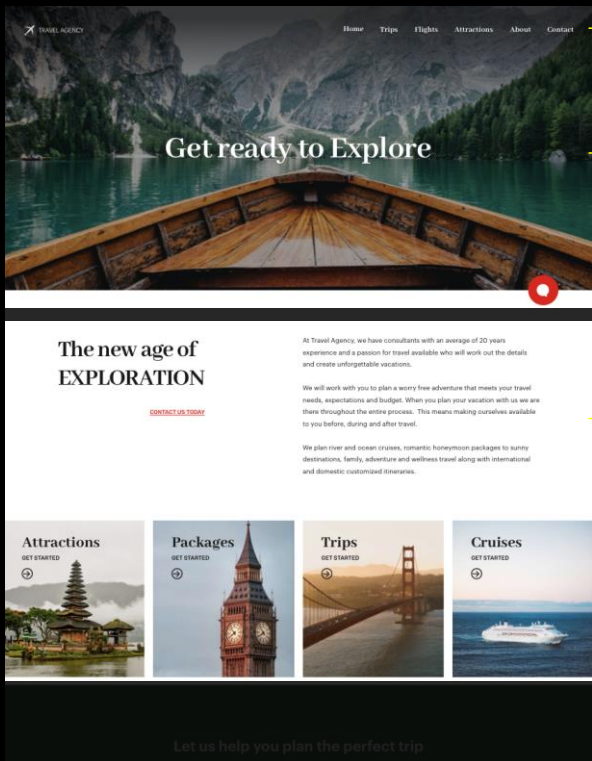 TRAVEL AGENCY
Home Trips Flights Attractions About Contact
Get ready to Explore
The new age of
EXPLORATION
CONTACT US TODAY
At Travel Agency, we have consultants with an average of 20 years
experience and a passion for travel available who will work out the details
and create unforgettable vacations.
We will work with you to plan a worry free adventure that meets your travel
needs, expectations and budget. When you plan your vacation with us we are
there throughout the entire process. This means making ourselves available
to you before, during and after travel.
We plan river and ocean cruises, romantic honeymoon packages to sunny
destinations, family, adventure and wellness travel along with international
and domestic customized itineraries.
Attractions
GET STARTED
Packages
GET STARTED
Trips
GET STARTED
Cruises
GET STARTED
Let us help you plan the perfect trip